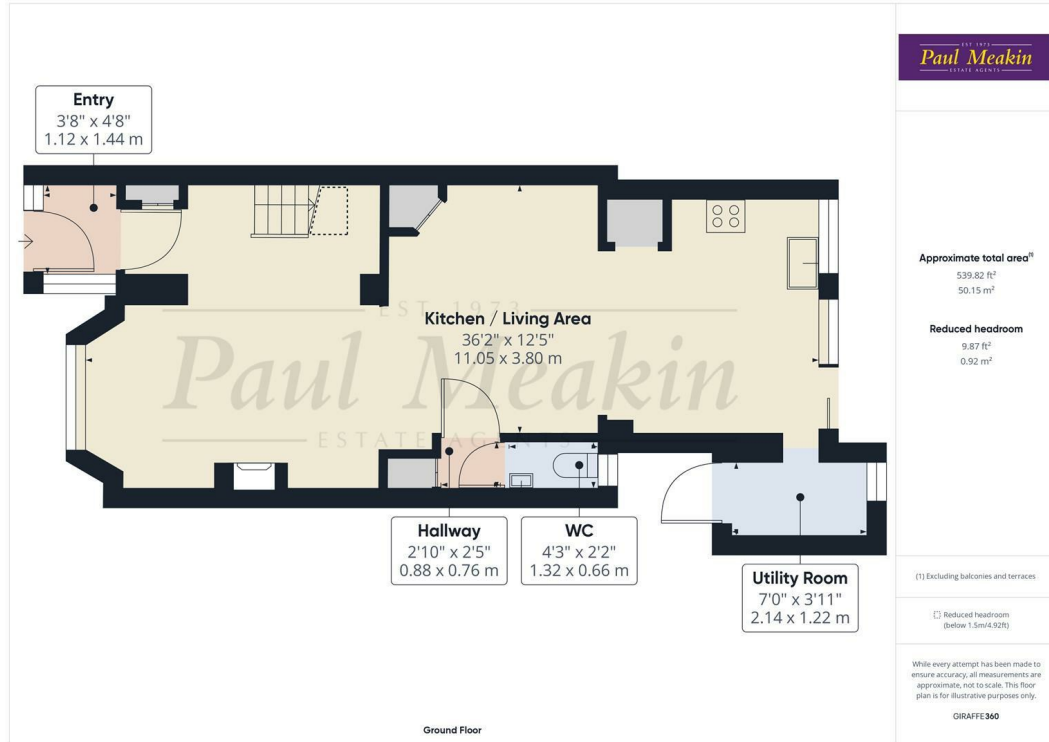 Entry
3'8" x 4'8"
1.12 x 1.44 m
EST 1973
Paul Meakin
ESTATE AGENTS
Kitchen / Living Area
36'2" x 12'5"
11.05 x 3.80 m
Hallway
2'10" x 2'5"
0.88 x 0.76 m
WC
4'3" x 2'2"
1.32 x 0.66 m
Utility Room
7'0" x 3'11"
2.14 x 1.22 m
Ground Floor
EST 1973
Paul Meakin
ESTATE AGENTS
Approximate total area(1)
539.82 ft²
50.15 m²
Reduced headroom
9.87 ft²
0.92 m²
(1) Excluding balconies and terraces
Reduced headroom
(below 1.5m/4.92ft)
While every attempt has been made to
ensure accuracy, all measurements are
approximate, not to scale. This floor
plan is for illustrative purposes only.
GIRAFFE360